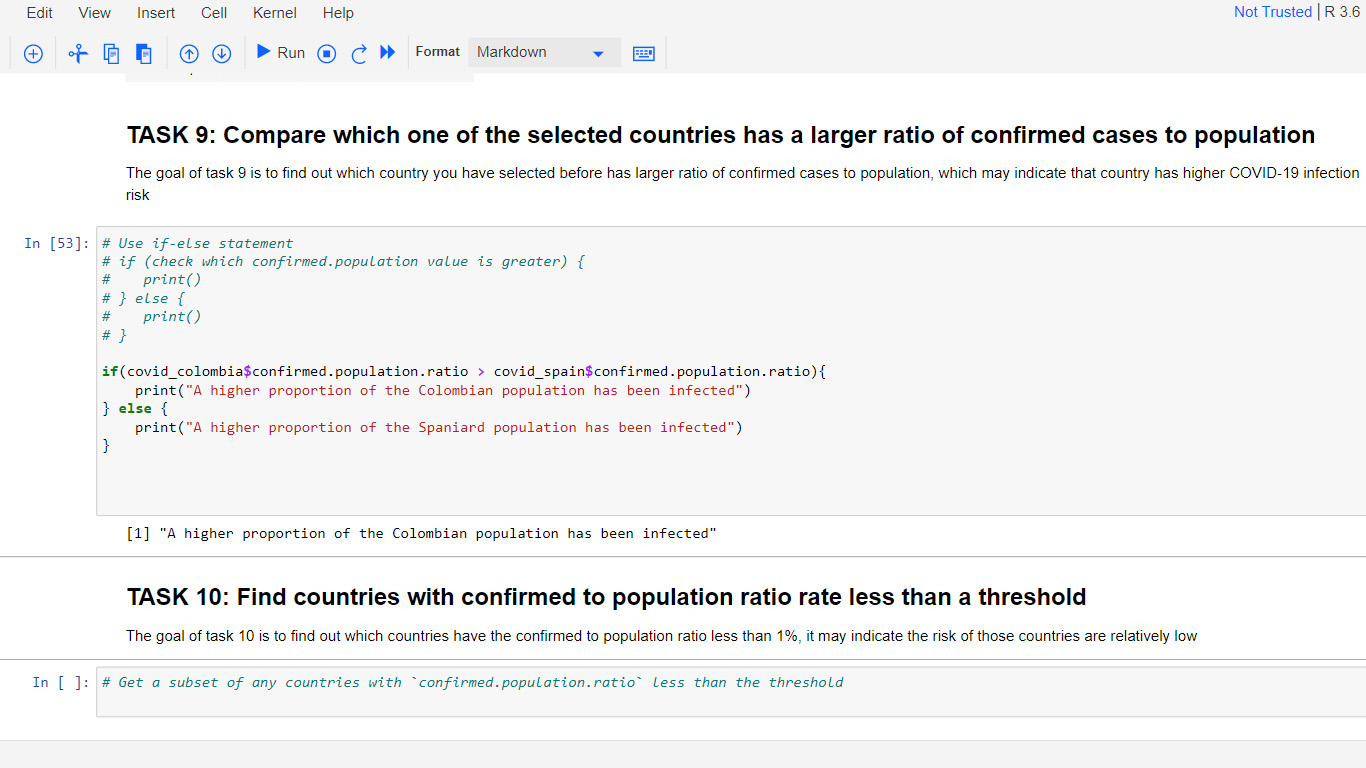 Edit View Insert Cell Kernel Help Not Trusted | R 3.6
Run Format Markdown
TASK 9: Compare which one of the selected countries has a larger ratio of confirmed cases to population
The goal of task 9 is to find out which country you have selected before has larger ratio of confirmed cases to population, which may indicate that country has higher COVID-19 infection
risk
In [53]: # Use if-else statement
# if (check which confirmed.population value is greater) {
#    print()
# } else {
#    print()
# }
if(covid_colombia$confirmed.population.ratio > covid_spain$confirmed.population.ratio){
    print("A higher proportion of the Colombian population has been infected")
} else {
    print("A higher proportion of the Spaniard population has been infected")
}
[1] "A higher proportion of the Colombian population has been infected"
TASK 10: Find countries with confirmed to population ratio rate less than a threshold
The goal of task 10 is to find out which countries have the confirmed to population ratio less than 1%, it may indicate the risk of those countries are relatively low
In [ ]: # Get a subset of any countries with `confirmed.population.ratio` less than the threshold